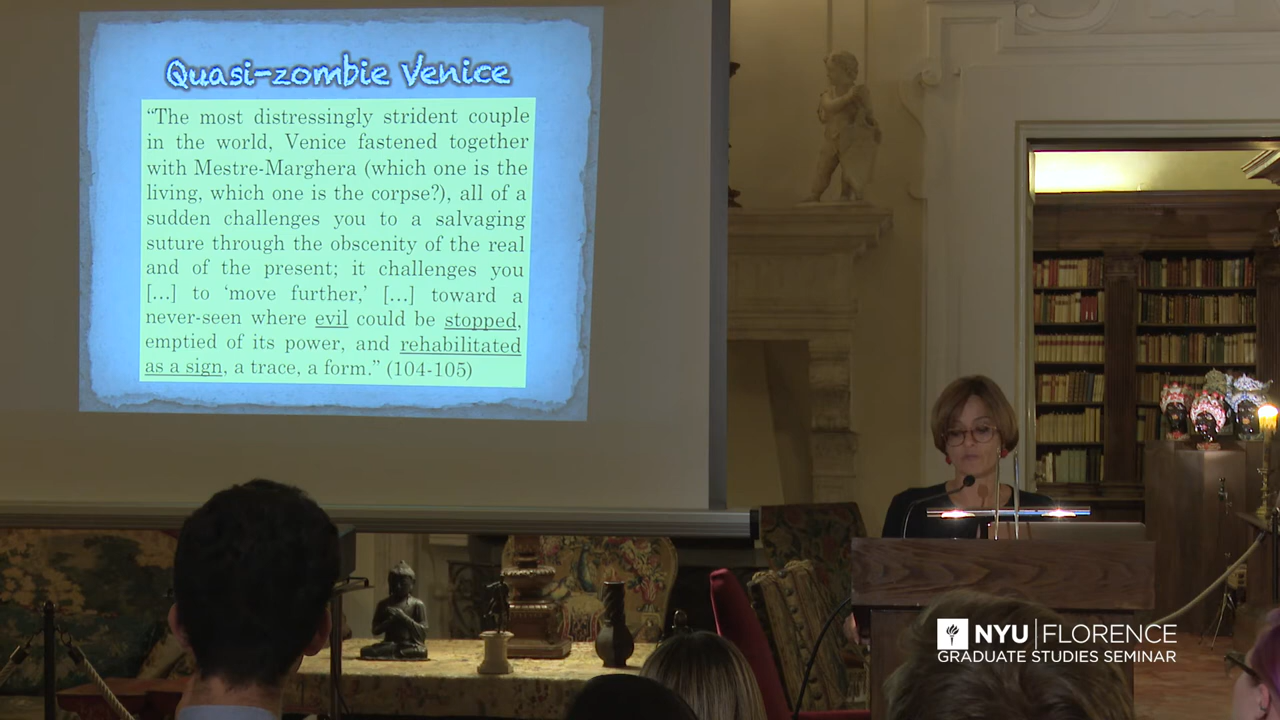 Quasi-zombie Venice
“The most distressingly strident couple
in the world, Venice fastened together
with Mestre-Marghera (which one is the
living, which one is the corpse?), all of a
sudden challenges you to a salvaging
suture through the obscenity of the real
and of the present; it challenges you
[…] to ‘move further,’ […] toward a
never-seen where evil could be stopped,
emptied of its power, and rehabilitated
as a sign, a trace, a form.” (104-105)
NYU FLORENCE
GRADUATE STUDIES SEMINAR